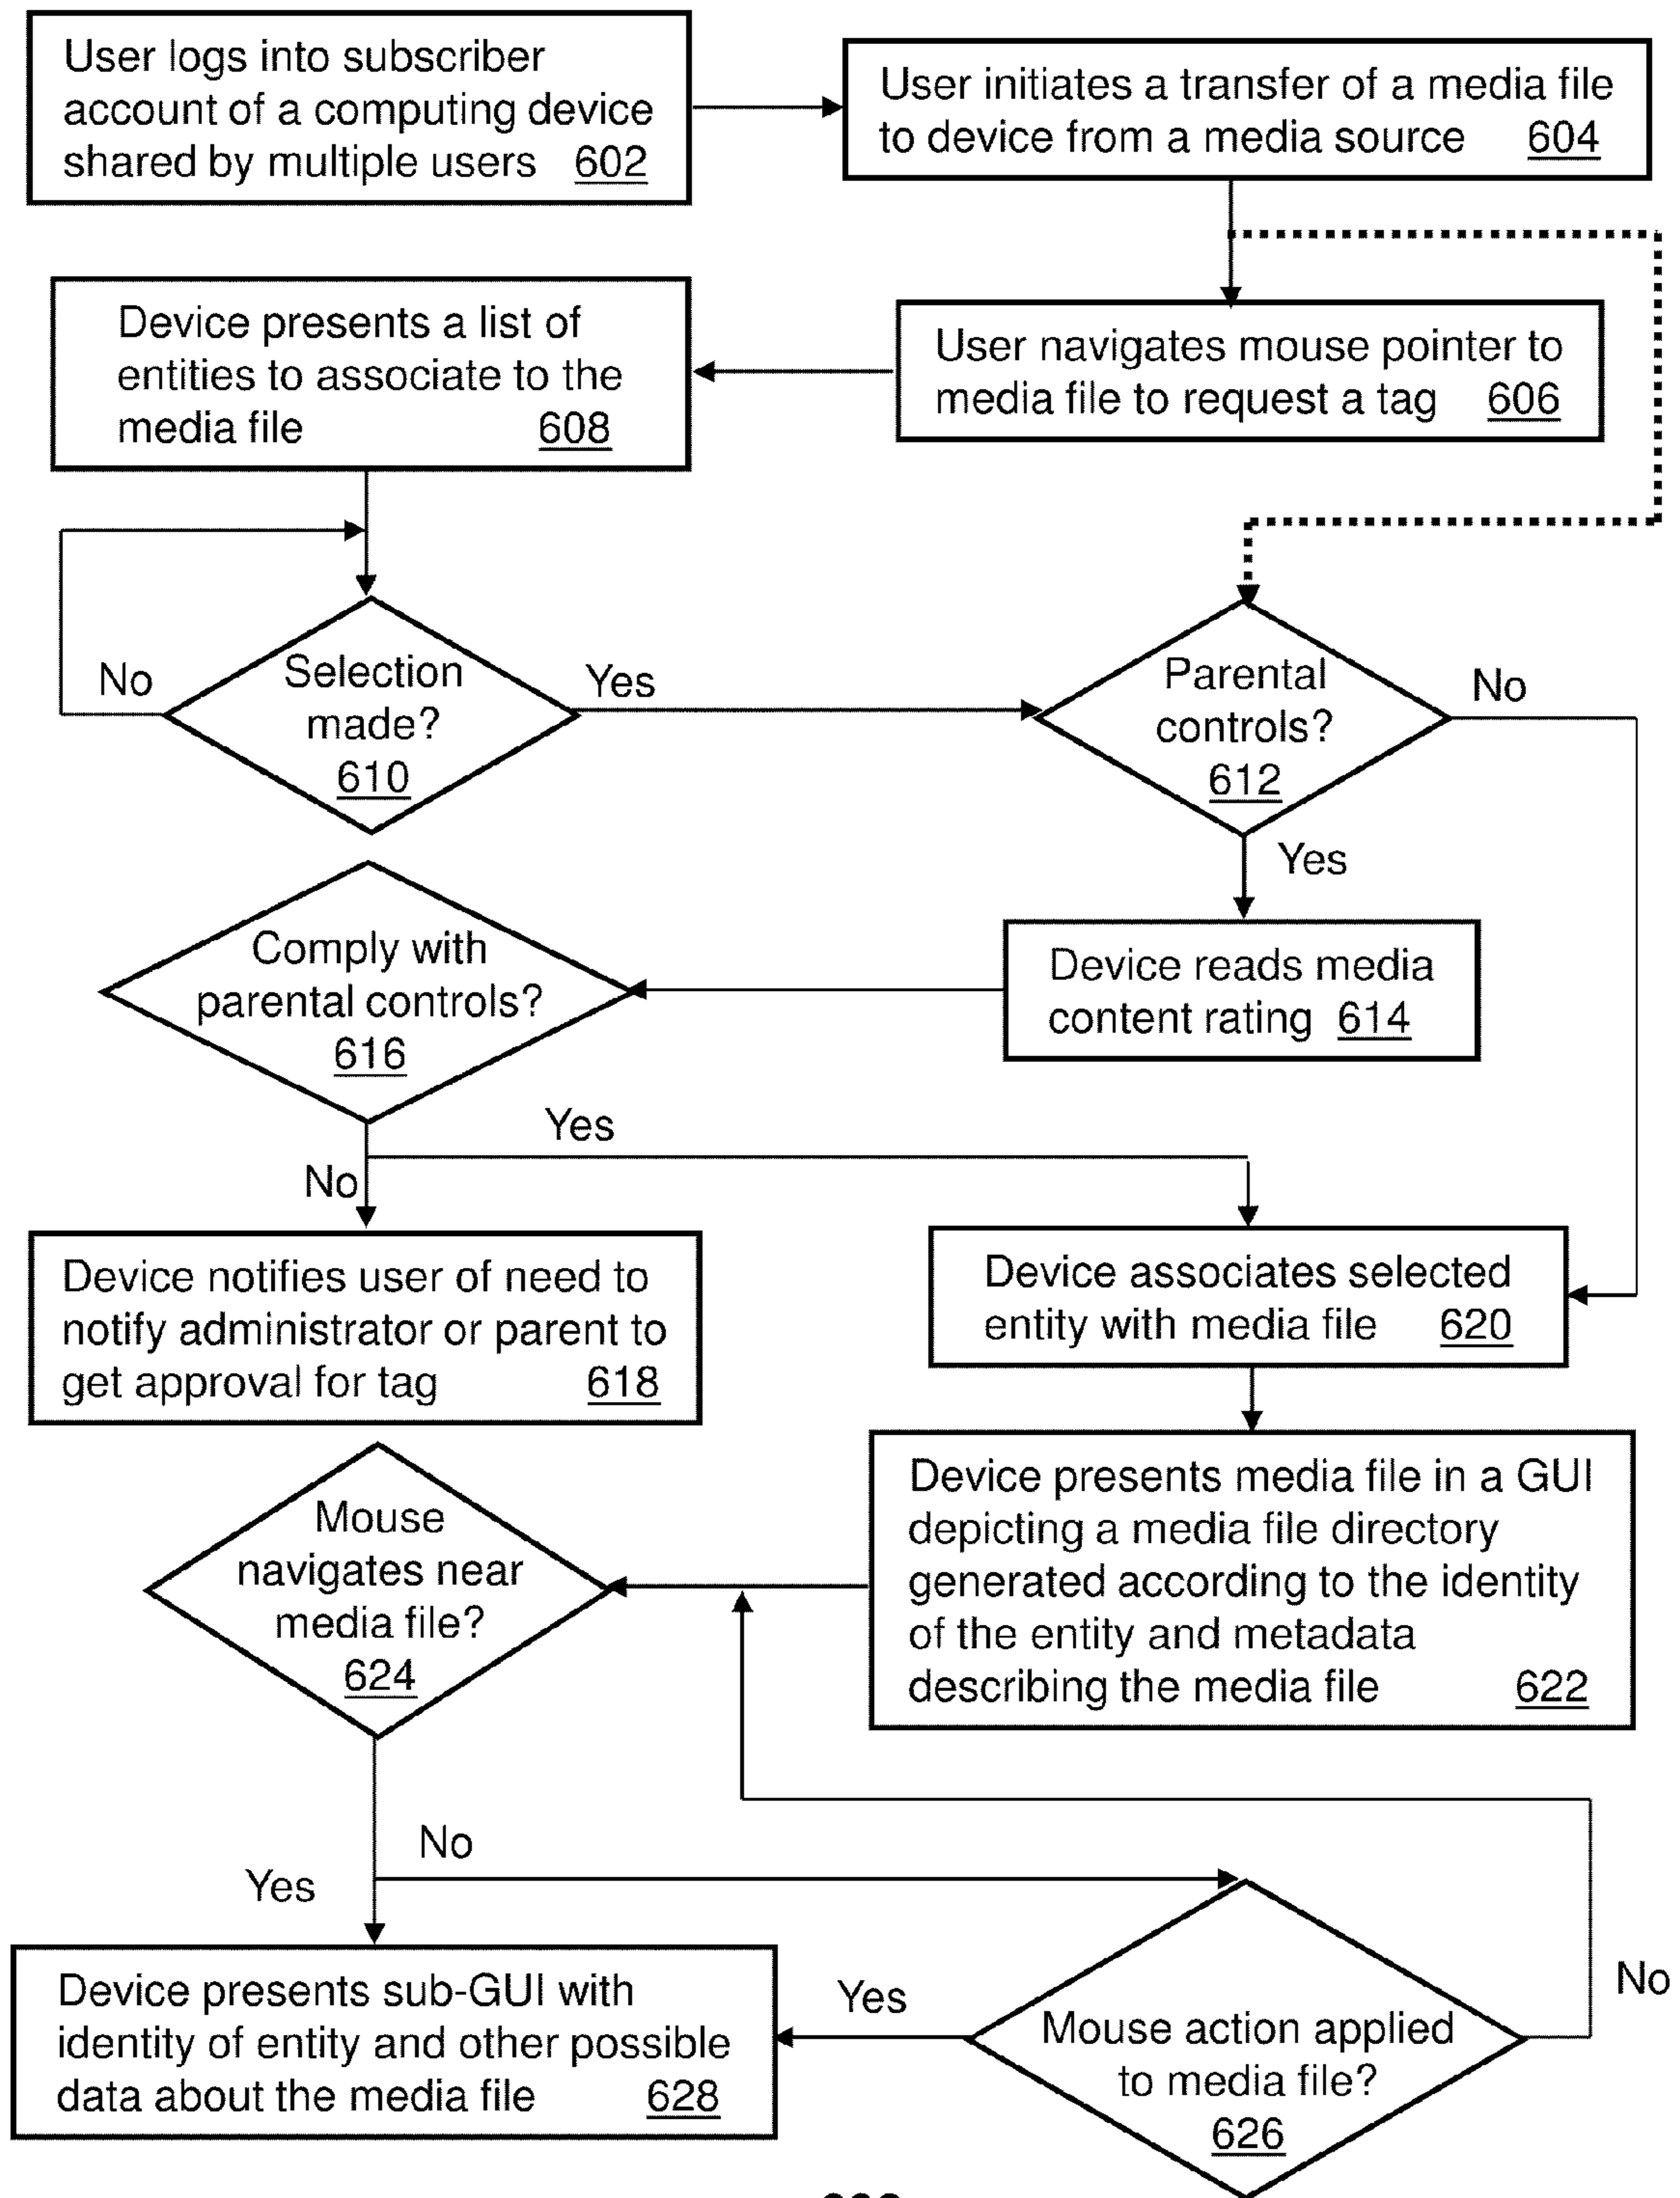 User logs into subscriber
account of a computing device
shared by multiple users 602
User initiates a transfer of a media file
to device from a media source 604
Device presents a list of
entities to associate to the
media file 608
User navigates mouse pointer to
media file to request a tag 606
No
Selection
made?
610
Yes
Parental
controls?
612
No
Yes
Comply with
parental controls?
616
Device reads media
content rating 614
Yes
No
Device notifies user of need to
notify administrator or parent to
get approval for tag 618
Device associates selected
entity with media file 620
Mouse
navigates near
media file?
624
Device presents media file in a GUI
depicting a media file directory
generated according to the identity
of the entity and metadata
describing the media file 622
No
Yes
Device presents sub-GUI with
identity of entity and other possible
data about the media file 628
Yes
Mouse action applied
to media file?
626
No